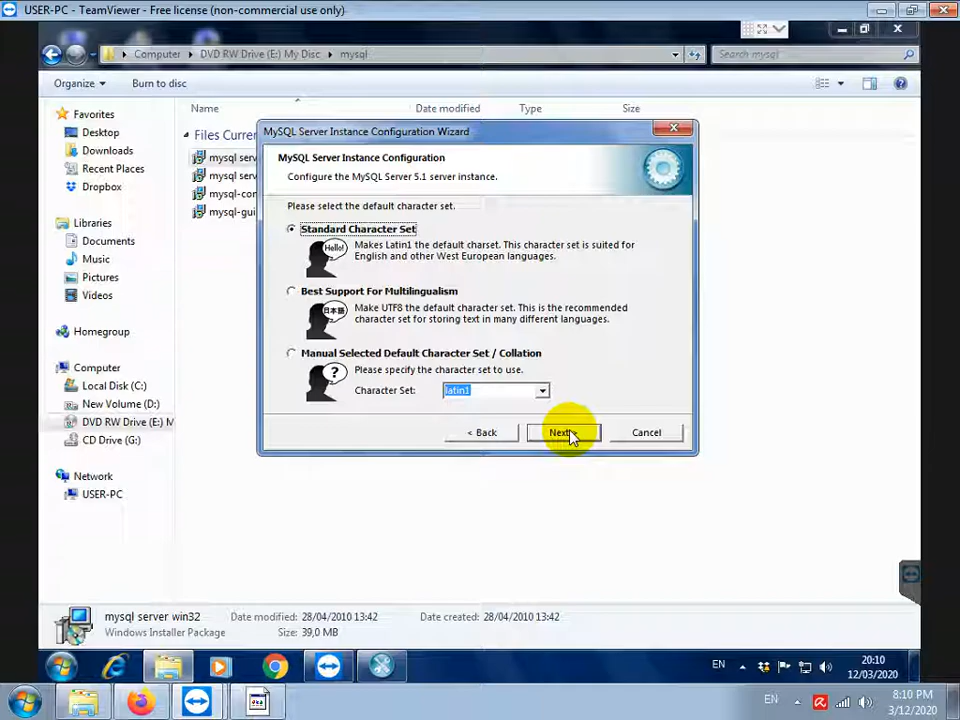 USER-PC - TeamViewer - Free license (non-commercial use only)
Computer DVD RW Drive (E:) My Disc mysql
Search mysql
Organize Burn to disc
Name Date modified Type Size
Favorites
Desktop
Downloads
Recent Places
Dropbox
Libraries
Documents
Music
Pictures
Videos
Homegroup
Computer
Local Disk (C:)
New Volume (D:)
DVD RW Drive (E:) M
CD Drive (G:)
Network
USER-PC
Files Curre
mysql serv
mysql serv
mysql-con
mysql-gui
MySQL Server Instance Configuration Wizard
MySQL Server Instance Configuration
Configure the MySQL Server 5.1 server instance.
Please select the default character set.
Standard Character Set
Hello!
Makes Latin1 the default charset. This character set is suited for
English and other West European languages.
Best Support For Multilingualism
日本語
Make UTF8 the default character set. This is the recommended
character set for storing text in many different languages.
Manual Selected Default Character Set / Collation
?
Please specify the character set to use.
Character Set: latin1
< Back Next > Cancel
mysql server win32 Date modified: 28/04/2010 13:42 Date created: 28/04/2010 13:42
Windows Installer Package Size: 39,0 MB
EN 20:10
12/03/2020
EN 8:10 PM
3/12/2020